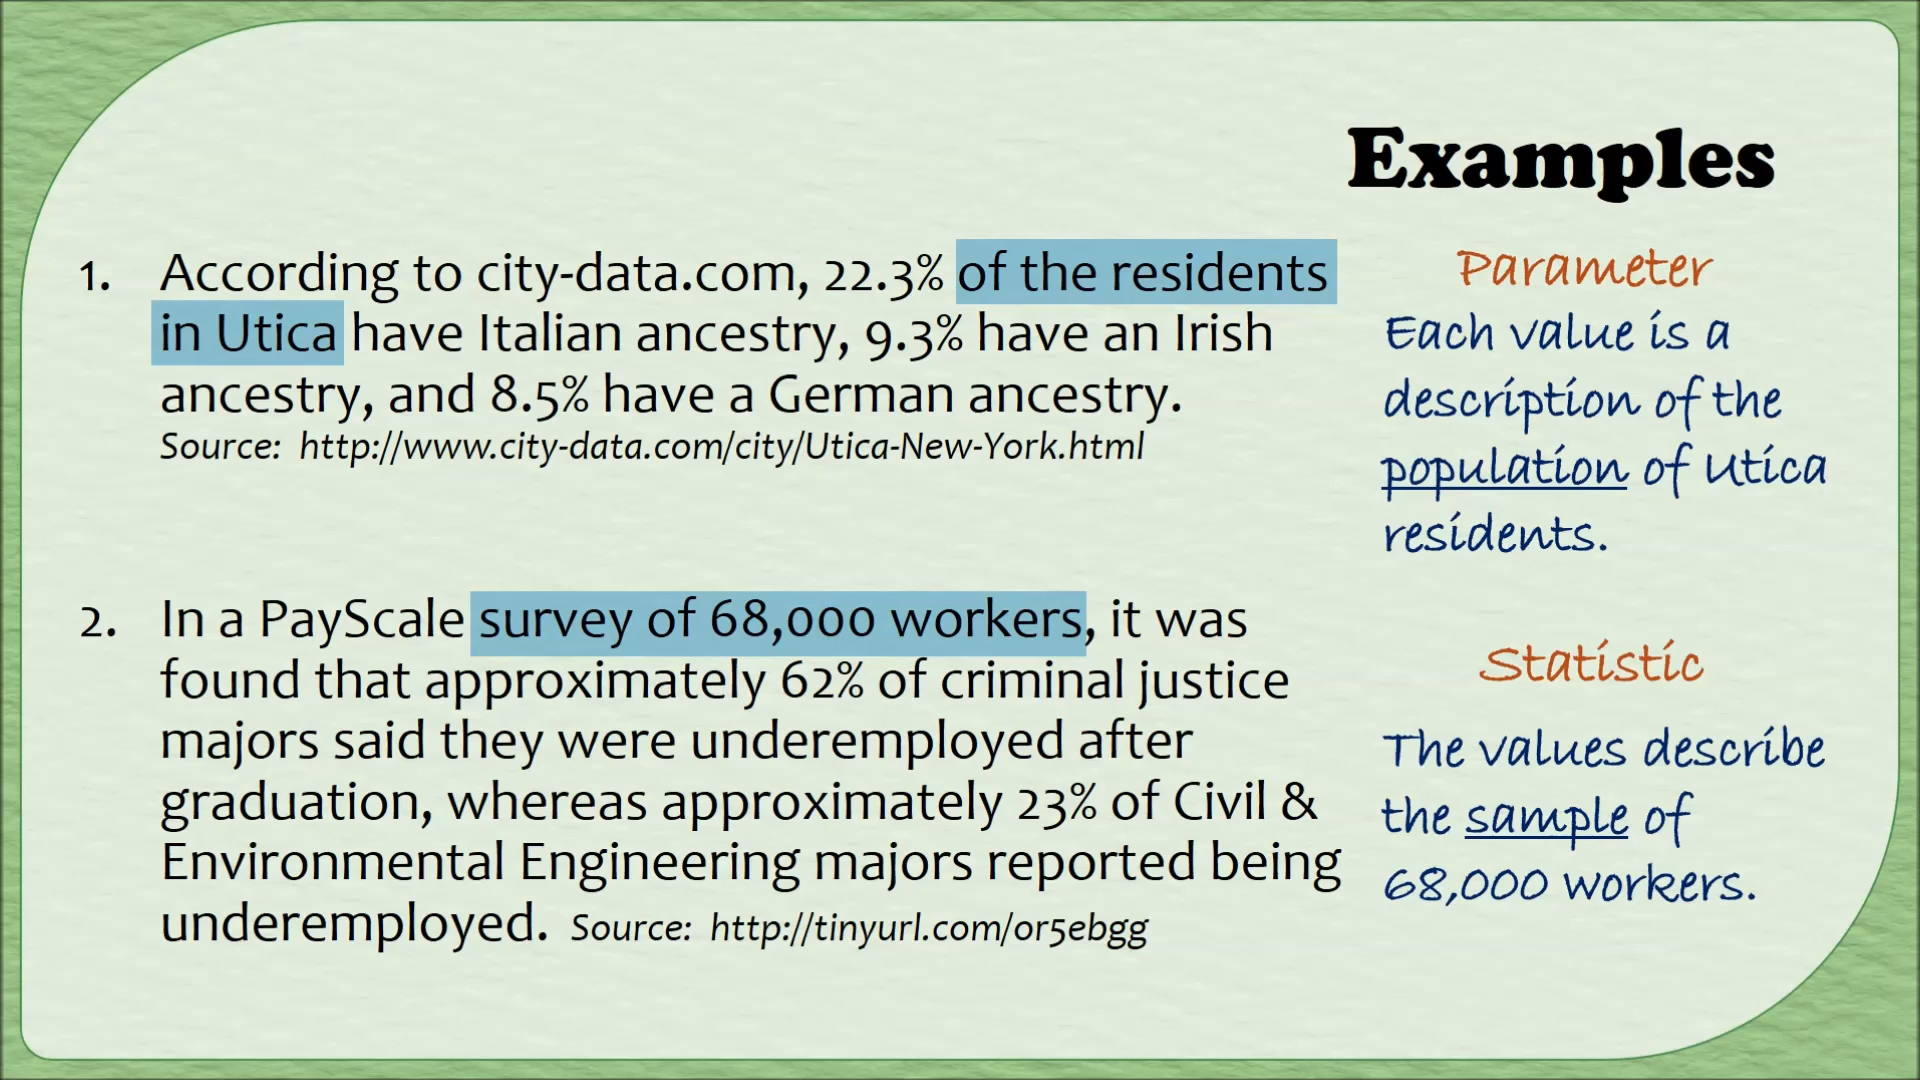 Examples
1. According to city-data.com, 22.3% of the residents
in Utica have Italian ancestry, 9.3% have an Irish
ancestry, and 8.5% have a German ancestry.
Source: http://www.city-data.com/city/Utica-New-York.html
Parameter
Each value is a
description of the
population of Utica
residents.
2. In a PayScale survey of 68,000 workers, it was
found that approximately 62% of criminal justice
majors said they were underemployed after
graduation, whereas approximately 23% of Civil &
Environmental Engineering majors reported being
underemployed. Source: http://tinyurl.com/or5ebgg
Statistic
The values describe
the sample of
68,000 workers.